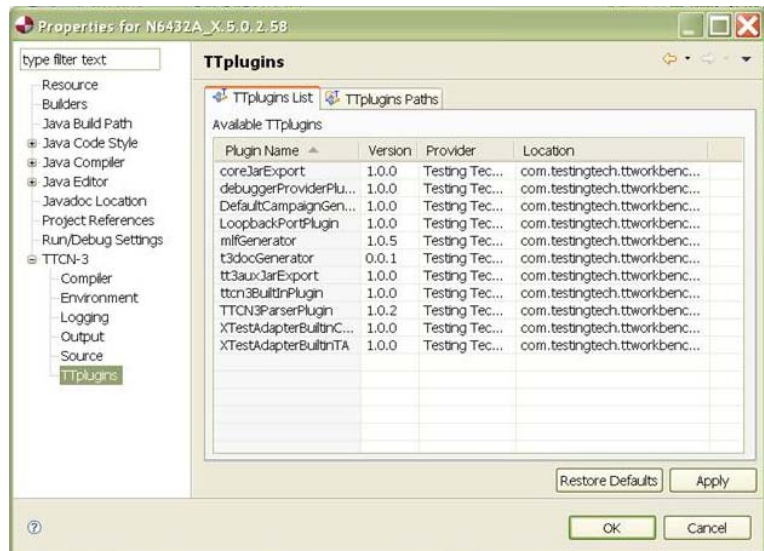 Properties for N6432A_X.5.0.2.58
type filter text
Resource
Builders
Java Build Path
Java Code Style
Java Compiler
Java Editor
Javadoc Location
Project References
Run/Debug Settings
TTCN-3
Compiler
Environment
Logging
Output
Source
TTplugins
TTplugins
TTplugins List TTplugins Paths
Available TTplugins
Plugin Name Version Provider Location
coreJarExport 1.0.0 Testing Tec... com.testingtech.ttworkbenc...
debuggerProviderPlu... 1.0.0 Testing Tec... com.testingtech.ttworkbenc...
DefaultCampaignGen... 1.0.0 Testing Tec... com.testingtech.ttworkbenc...
LoopbackPortPlugin 1.0.0 Testing Tec... com.testingtech.ttworkbenc...
mlfGenerator 1.0.5 Testing Tec... com.testingtech.ttworkbenc...
t3docGenerator 0.0.1 Testing Tec... com.testingtech.ttworkbenc...
tt3auxJarExport 1.0.0 Testing Tec... com.testingtech.ttworkbenc...
ttcn3BuiltInPlugin 1.0.0 Testing Tec... com.testingtech.ttworkbenc...
TTCN3ParserPlugin 1.0.2 Testing Tec... com.testingtech.ttworkbenc...
XTestAdapterBuiltinC... 1.0.0 Testing Tec... com.testingtech.ttworkbenc...
XTestAdapterBuiltinTA 1.0.0 Testing Tec... com.testingtech.ttworkbenc...
Restore Defaults Apply
OK Cancel